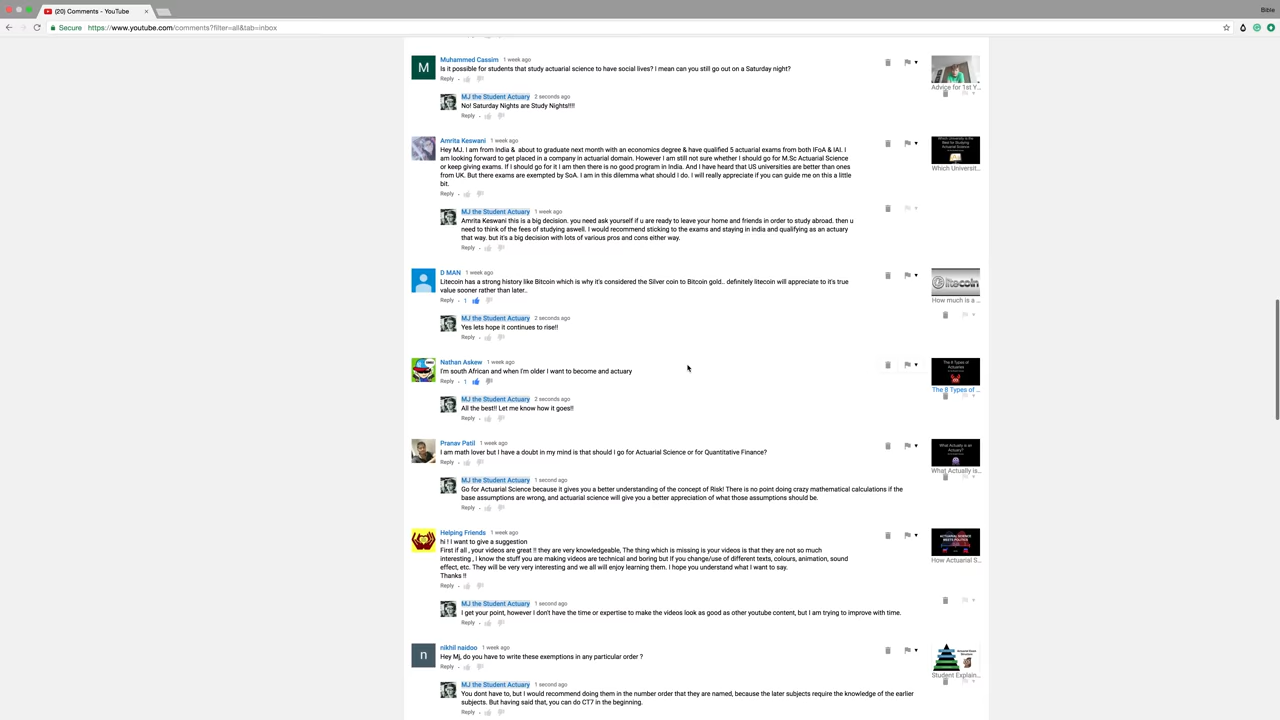 (20) Comments - YouTube
Bible
Secure https://www.youtube.com/comments?filter=all&tab=inbox
M
Muhammed Cassim 1 week ago
Is it possible for students that study actuarial science to have social lives? I mean can you still go out on a Saturday night?
Reply
Advice for 1st Y...
MJ the Student Actuary 2 seconds ago
No! Saturday Nights are Study Nights!!!!
Reply
Amrita Keswani 1 week ago
Hey MJ. I am from India & about to graduate next month with an economics degree & have qualified 5 actuarial exams from both IFoA & IAI. I
am looking forward to get placed in a company in actuarial domain. However I am still not sure whether I should go for M.Sc Actuarial Science
or keep giving exams. If I should go for it I am then there is no good program in India. And I have heard that US universities are better than ones
from UK. But there exams are exempted by SoA. I am in this dilemma what should I do. I will really appreciate if you can guide me on this a little
bit.
Reply
Which Universit...
MJ the Student Actuary 1 week ago
Amrita Keswani this is a big decision. you need ask yourself if u are ready to leave your home and friends in order to study abroad. then u
need to think of the fees of studying aswell. I would recommend sticking to the exams and staying in india and qualifying as an actuary
that way. but it's a big decision with lots of various pros and cons either way.
Reply
D MAN 1 week ago
Litecoin has a strong history like Bitcoin which is why it's considered the Silver coin to Bitcoin gold.. definitely litecoin will appreciate to it's true
value sooner rather than later..
Reply 1
litecoin
How much is a ...
MJ the Student Actuary 2 seconds ago
Yes lets hope it continues to rise!!
Reply
Nathan Askew 1 week ago
I'm south African and when I'm older I want to become and actuary
Reply 1
The 8 Types of
Actuaries
The 8 Types of ...
MJ the Student Actuary 2 seconds ago
All the best!! Let me know how it goes!!
Reply
Pranav Patil 1 week ago
I am math lover but I have a doubt in my mind is that should I go for Actuarial Science or for Quantitative Finance?
Reply
What Actually is an
Actuary?
What Actually is...
MJ the Student Actuary 1 second ago
Go for Actuarial Science because it gives you a better understanding of the concept of Risk! There is no point doing crazy mathematical calculations if the
base assumptions are wrong, and actuarial science will give you a better appreciation of what those assumptions should be.
Reply
Helping Friends 1 week ago
hi ! I want to give a suggestion
First if all , your videos are great !! they are very knowledgeable, The thing which is missing is your videos is that they are not so much
interesting , I know the stuff you are making videos are technical and boring but If you change/use of different texts, colours, animation, sound
effect, etc. They will be very very interesting and we all will enjoy learning them. I hope you understand what I want to say.
Thanks !!
Reply
ACTUARIAL SCIENCE
MEETS POLITICS
How Actuarial S...
MJ the Student Actuary 1 second ago
I get your point, however I don't have the time or expertise to make the videos look as good as other youtube content, but I am trying to improve with time.
Reply
n
nikhil naidoo 1 week ago
Hey Mj, do you have to write these exemptions in any particular order ?
Reply
Student Explain...
MJ the Student Actuary 1 second ago
You dont have to, but I would recommend doing them in the number order that they are named, because the later subjects require the knowledge of the earlier
subjects. But having said that, you can do CT7 in the beginning.
Reply